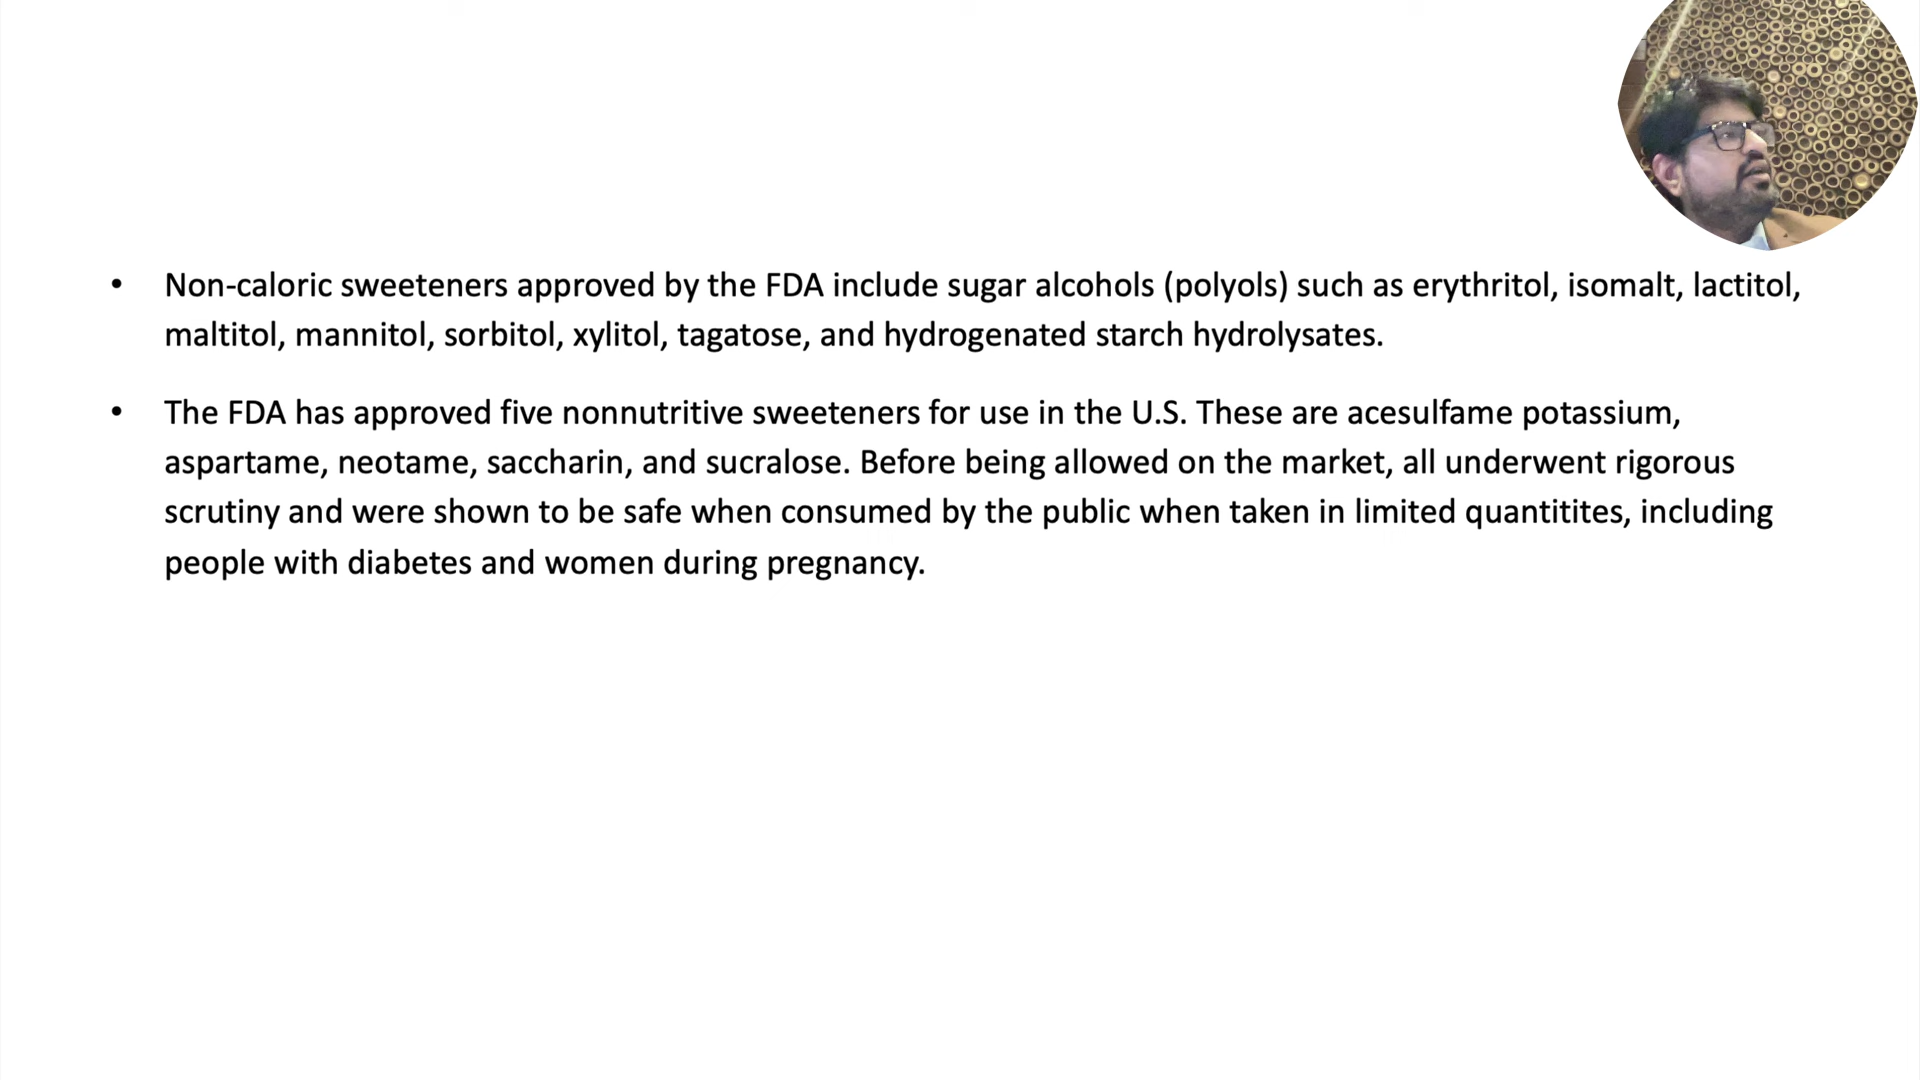 • Non-caloric sweeteners approved by the FDA include sugar alcohols (polyols) such as erythritol, isomalt, lactitol,
maltitol, mannitol, sorbitol, xylitol, tagatose, and hydrogenated starch hydrolysates.
• The FDA has approved five nonnutritive sweeteners for use in the U.S. These are acesulfame potassium,
aspartame, neotame, saccharin, and sucralose. Before being allowed on the market, all underwent rigorous
scrutiny and were shown to be safe when consumed by the public when taken in limited quantitites, including
people with diabetes and women during pregnancy.